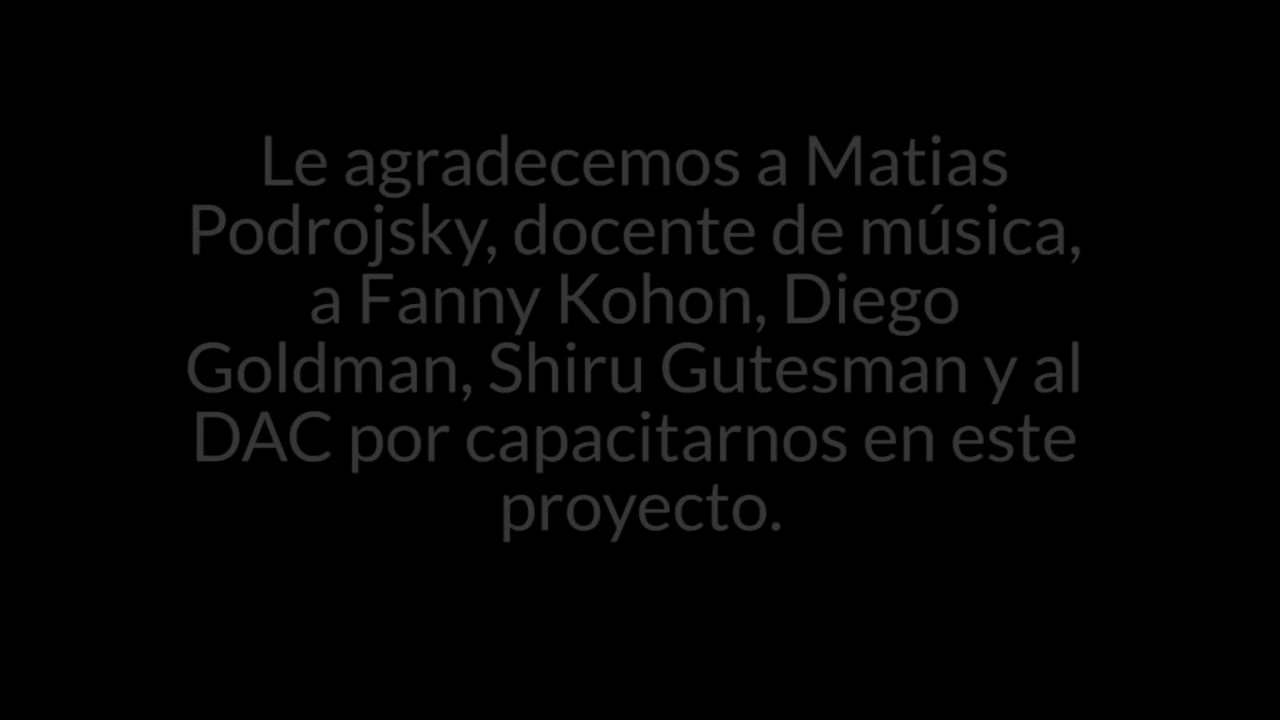 Le agradecemos a Matias
Podrojsky, docente de música,
a Fanny Kohon, Diego
Goldman, Shiru Gutesman y al
DAC por capacitarnos en este
proyecto.